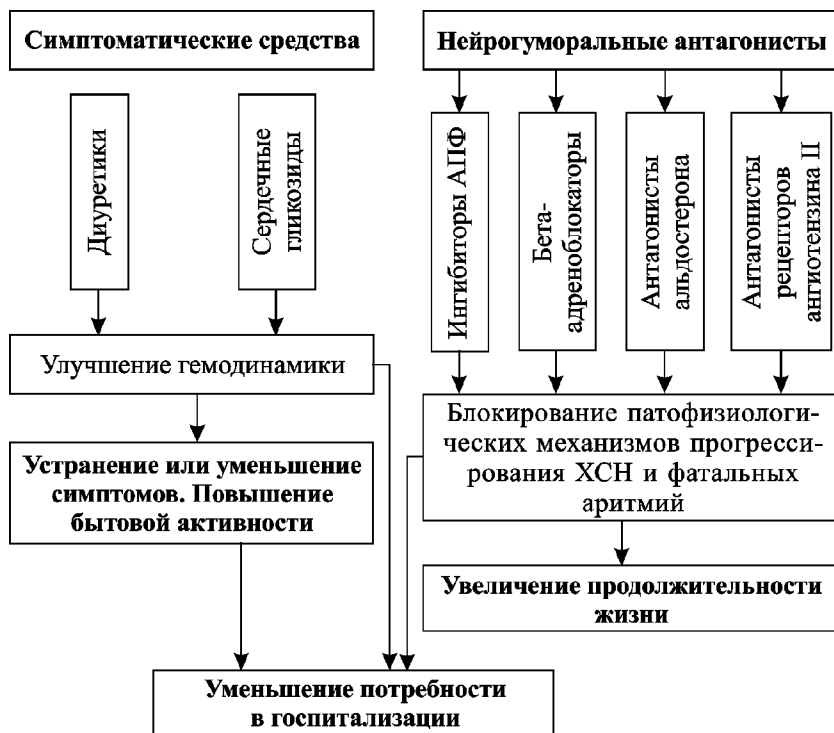 Симптоматические средства
Нейрогуморальные антагонисты
Диуретики
Сердечные
гликозиды
Ингибиторы АПФ
Бета-
адреноблокаторы
Антагонисты
альдостерона
Антагонисты
рецепторов
ангиотензина II
Улучшение гемодинамики
Блокирование патофизиологи-
ческих механизмов прогресси-
рования ХСН и фатальных
аритмий
Устранение или уменьшение
симптомов. Повышение
бытовой активности
Увеличение продолжительности
жизни
Уменьшение потребности
в госпитализации